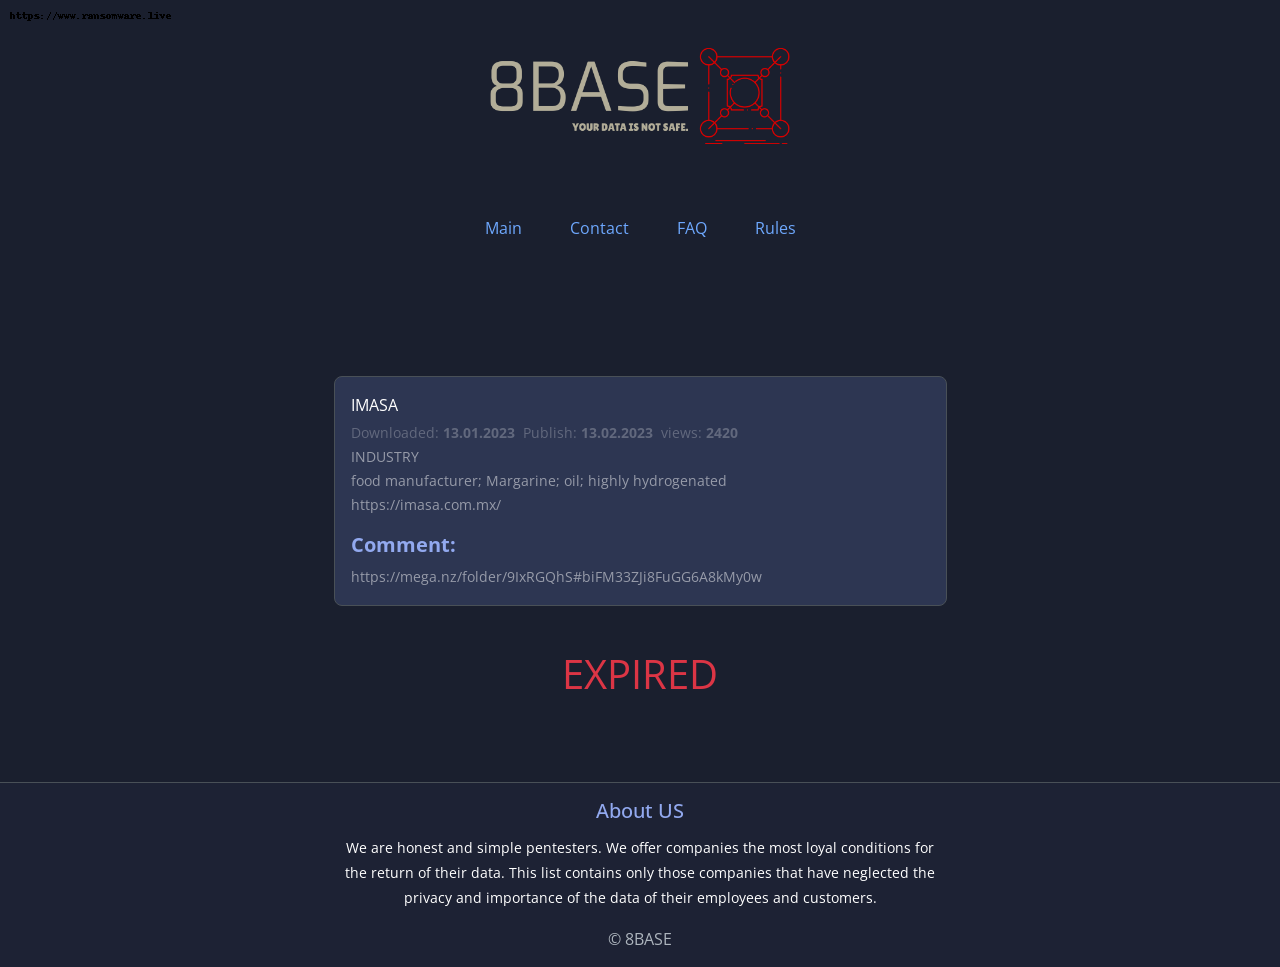 https://www.ransomware.live
8BASE
YOUR DATA IS NOT SAFE.
Main Contact FAQ Rules
IMASA
Downloaded: 13.01.2023 Publish: 13.02.2023 views: 2420
INDUSTRY
food manufacturer; Margarine; oil; highly hydrogenated
https://imasa.com.mx/
Comment:
https://mega.nz/folder/9IxRGQhS#biFM33ZJi8FuGG6A8kMy0w
EXPIRED
About US
We are honest and simple pentesters. We offer companies the most loyal conditions for
the return of their data. This list contains only those companies that have neglected the
privacy and importance of the data of their employees and customers.
© 8BASE